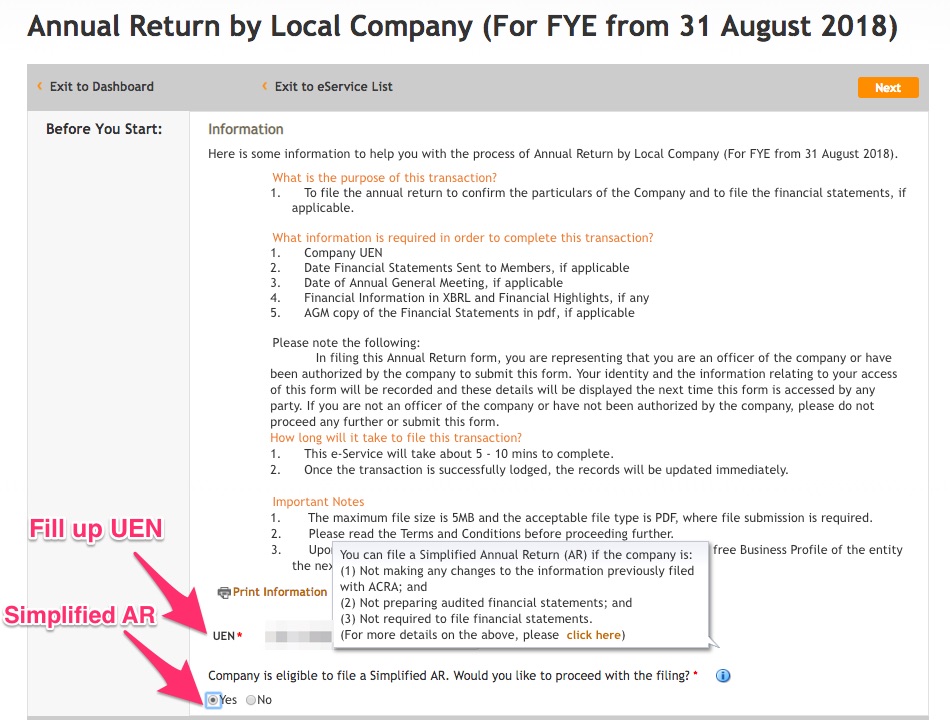 Annual Return by Local Company (For FYE from 31 August 2018)
Exit to Dashboard
Exit to eService List
Next
Before You Start:
Information
Here is some information to help you with the process of Annual Return by Local Company (For FYE from 31 August 2018).
What is the purpose of this transaction?
1. To file the annual return to confirm the particulars of the Company and to file the financial statements, if
applicable.
What information is required in order to complete this transaction?
1. Company UEN
2. Date Financial Statements Sent to Members, if applicable
3. Date of Annual General Meeting, if applicable
4. Financial Information in XBRL and Financial Highlights, if any
5. AGM copy of the Financial Statements in pdf, if applicable
Please note the following:
In filing this Annual Return form, you are representing that you are an officer of the company or have
been authorized by the company to submit this form. Your identity and the information relating to your access
of this form will be recorded and these details will be displayed the next time this form is accessed by any
party. If you are not an officer of the company or have not been authorized by the company, please do not
proceed any further or submit this form.
How long will it take to file this transaction?
1. This e-Service will take about 5 - 10 mins to complete.
2. Once the transaction is successfully lodged, the records will be updated immediately.
Important Notes
1. The maximum file size is 5MB and the acceptable file type is PDF, where file submission is required.
2. Please read the Terms and Conditions before proceeding further.
3. Upo free Business Profile of the entity
the nex
You can file a Simplified Annual Return (AR) if the company is:
(1) Not making any changes to the information previously filed
with ACRA; and
(2) Not preparing audited financial statements; and
(3) Not required to file financial statements.
(For more details on the above, please click here)
Fill up UEN
Print Information
Simplified AR
UEN*
Company is eligible to file a Simplified AR. Would you like to proceed with the filing? *
Yes No